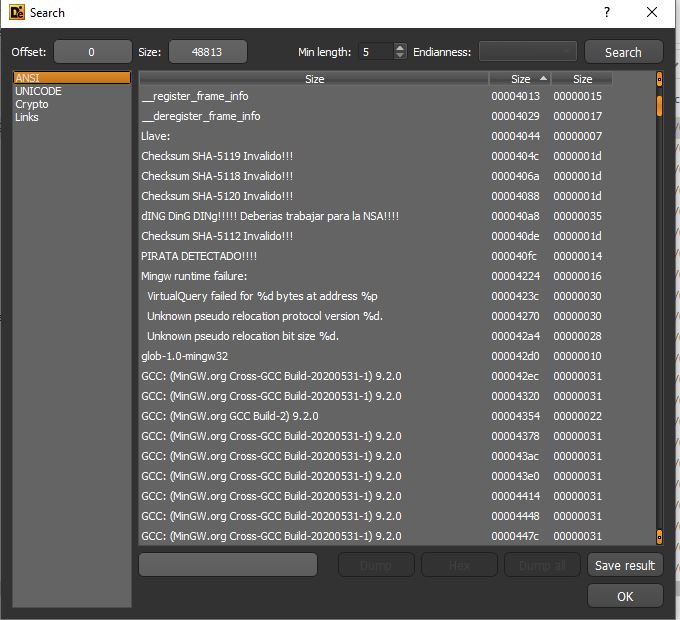 De Search ?
Offset: 0 Size: 48813 Min length: 5 Endianness: Search
ANSI
UNICODE
Crypto
Links
Size Size Size
__register_frame_info 00004013 00000015
__deregister_frame_info 00004029 00000017
Llave: 00004044 00000007
Checksum SHA-5119 Invalido!!! 0000404c 0000001d
Checksum SHA-5118 Invalido!!! 0000406a 0000001d
Checksum SHA-5120 Invalido!!! 00004088 0000001d
dING DinG DINg!!!!! Deberias trabajar para la NSA!!!! 000040a8 00000035
Checksum SHA-5112 Invalido!!! 000040de 0000001d
PIRATA DETECTADO!!!! 000040fc 00000014
Mingw runtime failure: 00004224 00000016
VirtualQuery failed for %d bytes at address %p 0000423c 00000030
Unknown pseudo relocation protocol version %d. 00004270 00000030
Unknown pseudo relocation bit size %d. 000042a4 00000028
glob-1.0-mingw32 000042d0 00000010
GCC: (MinGW.org Cross-GCC Build-20200531-1) 9.2.0 000042ec 00000031
GCC: (MinGW.org Cross-GCC Build-20200531-1) 9.2.0 00004320 00000031
GCC: (MinGW.org GCC Build-2) 9.2.0 00004354 00000022
GCC: (MinGW.org Cross-GCC Build-20200531-1) 9.2.0 00004378 00000031
GCC: (MinGW.org Cross-GCC Build-20200531-1) 9.2.0 000043ac 00000031
GCC: (MinGW.org Cross-GCC Build-20200531-1) 9.2.0 000043e0 00000031
GCC: (MinGW.org Cross-GCC Build-20200531-1) 9.2.0 00004414 00000031
GCC: (MinGW.org Cross-GCC Build-20200531-1) 9.2.0 00004448 00000031
GCC: (MinGW.org Cross-GCC Build-20200531-1) 9.2.0 0000447c 00000031
Dump Hex Dump all Save result
OK